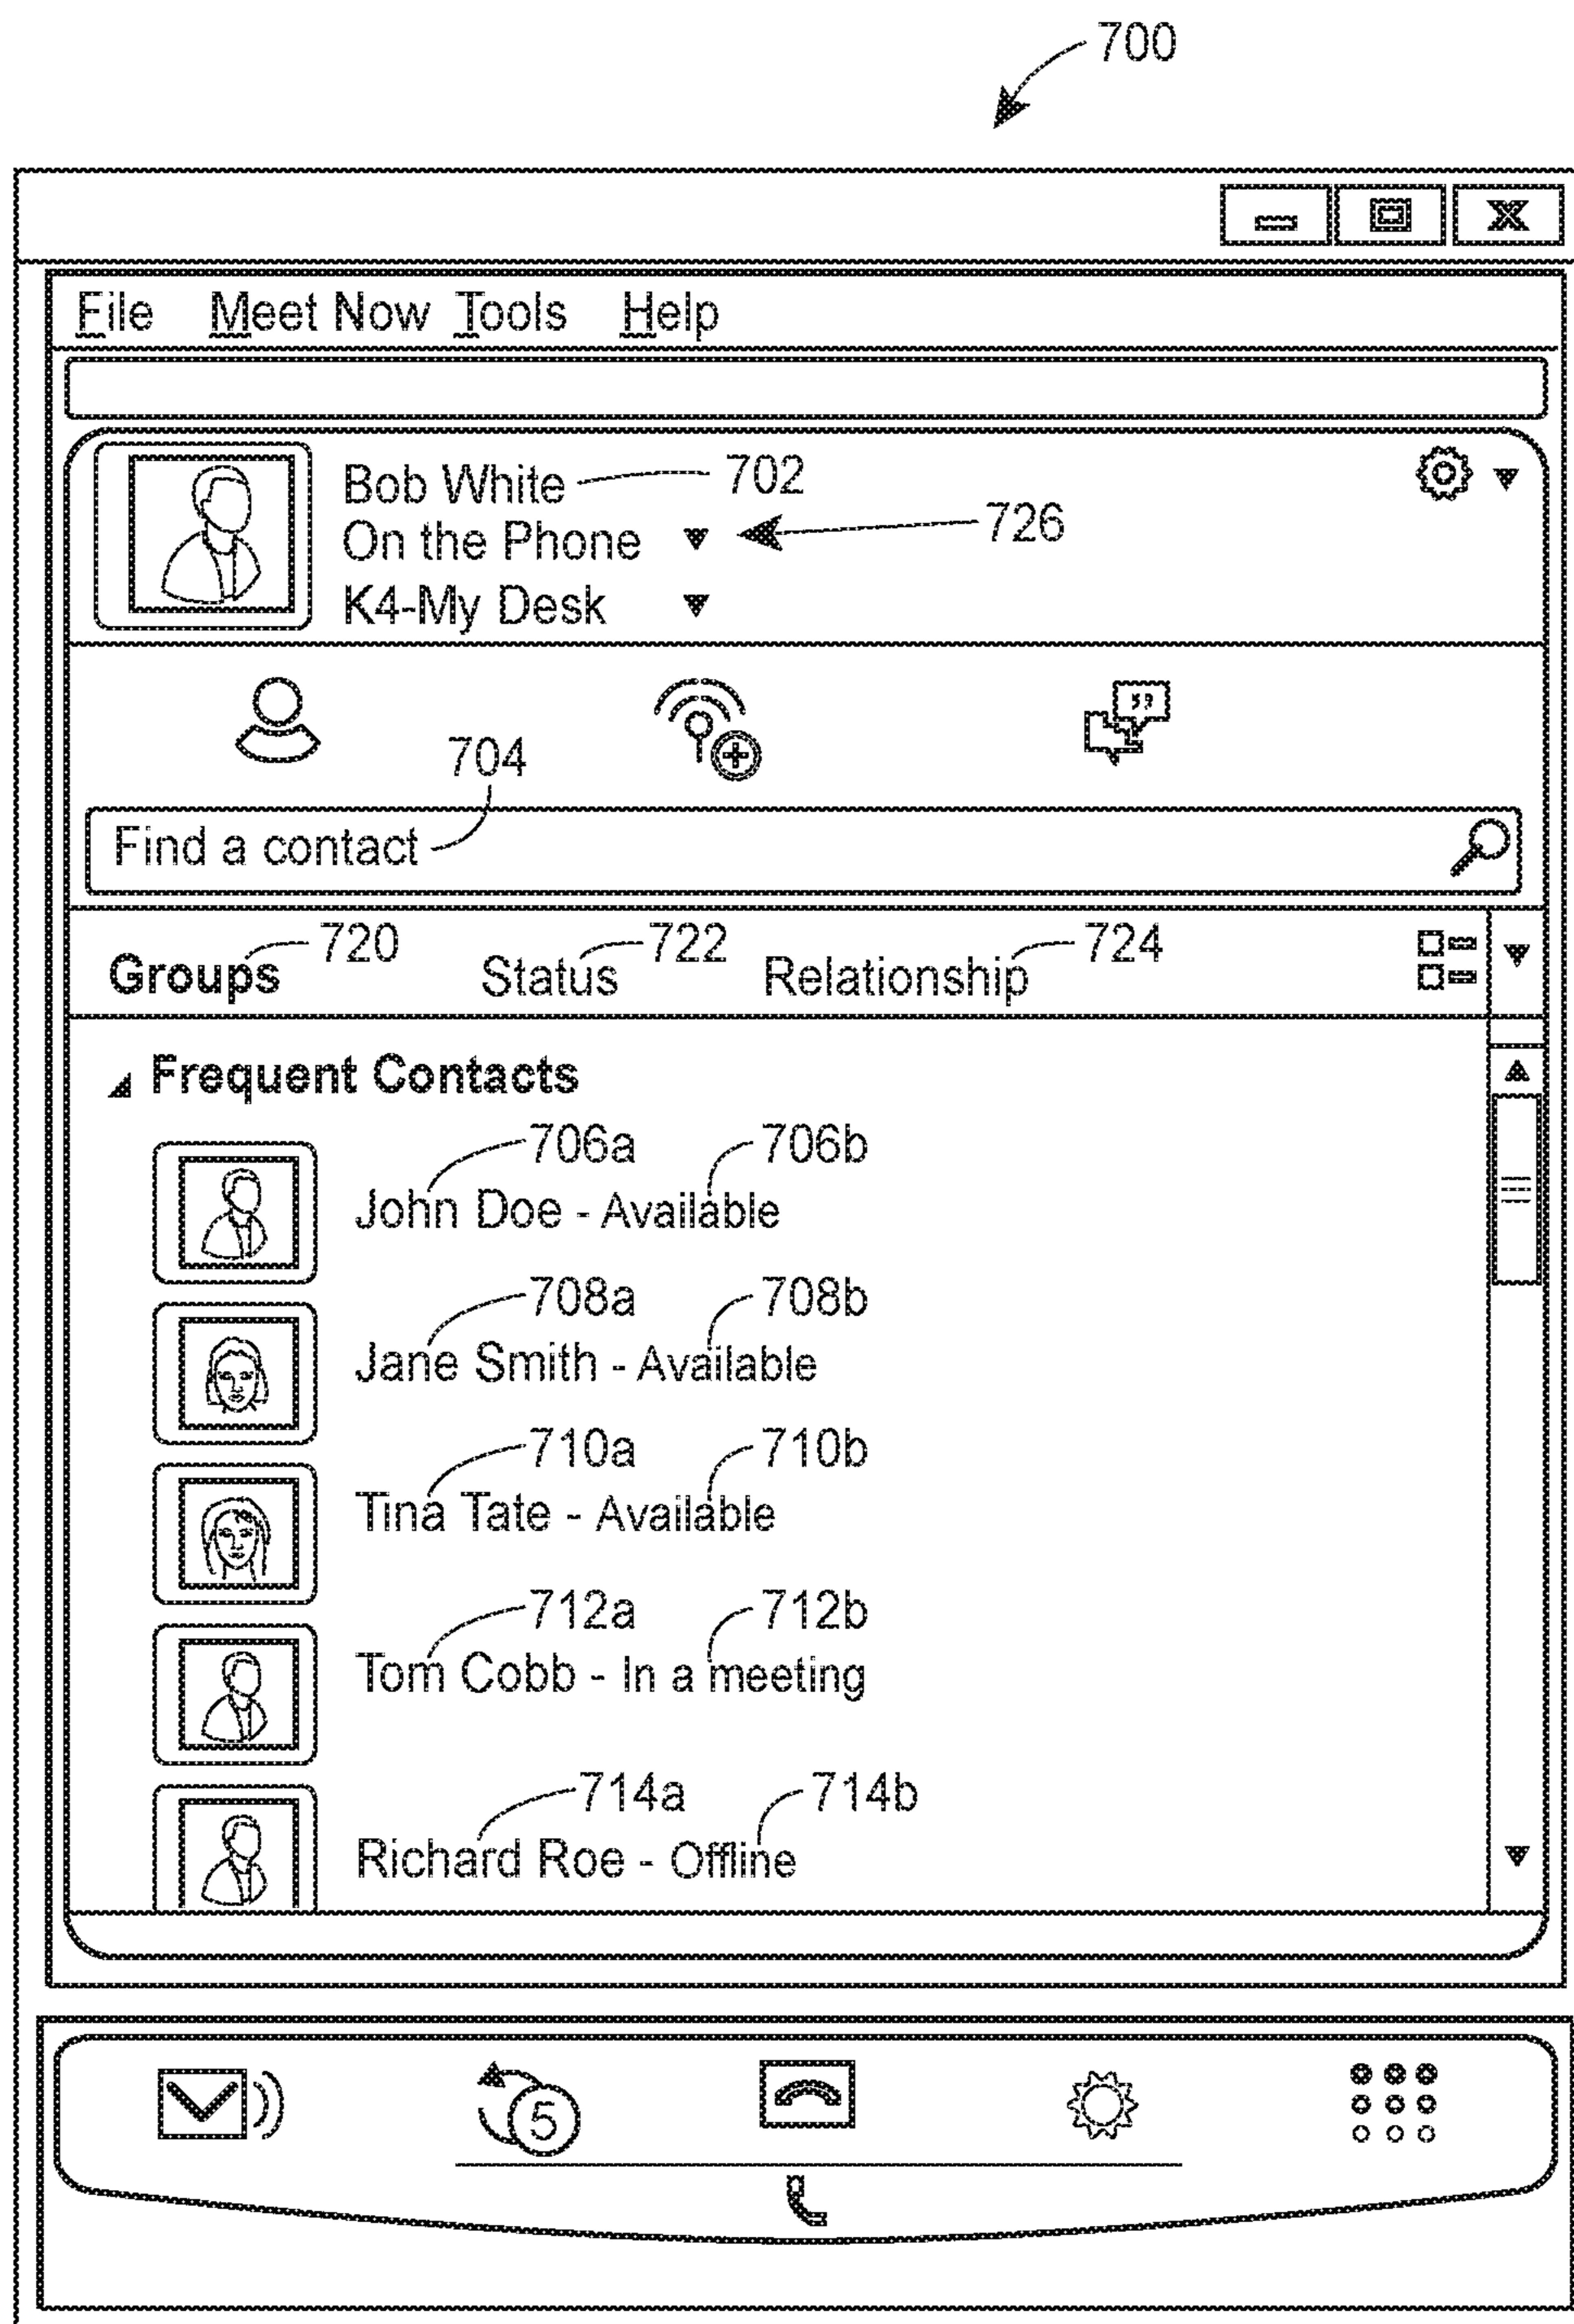 700
File Meet Now Tools Help
Bob White 702
On the Phone 726
K4-My Desk
704
Find a contact
Groups 720 Status 722 Relationship 724
Frequent Contacts
706a 706b
John Doe - Available
708a 708b
Jane Smith - Available
710a 710b
Tina Tate - Available
712a 712b
Tom Cobb - In a meeting
714a 714b
Richard Roe - Offline
5